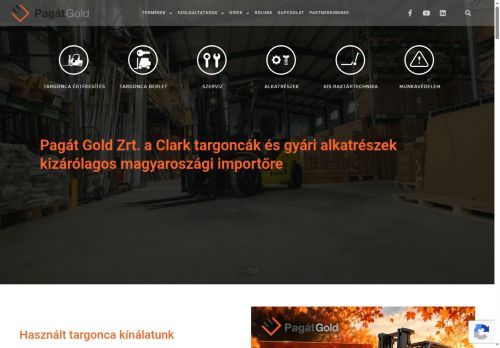 PagátGold
TERMÉKEK SZOLGÁLTATÁSOK HÍREK RÓLUNK KAPCSOLAT PARTNEREINKNEK
TARGONCA ÉRTÉKESÍTÉS TARGONCA BÉRLET SZERVIZ ALKATRÉSZEK KIS RAKTÁRTECHNIKA MUNKAVÉDELEM
Pagát Gold Zrt. a Clark targoncák és gyári alkatrészek
kizárólagos magyaroszági importőre
Használt targonca kínálatunk
PagátGold